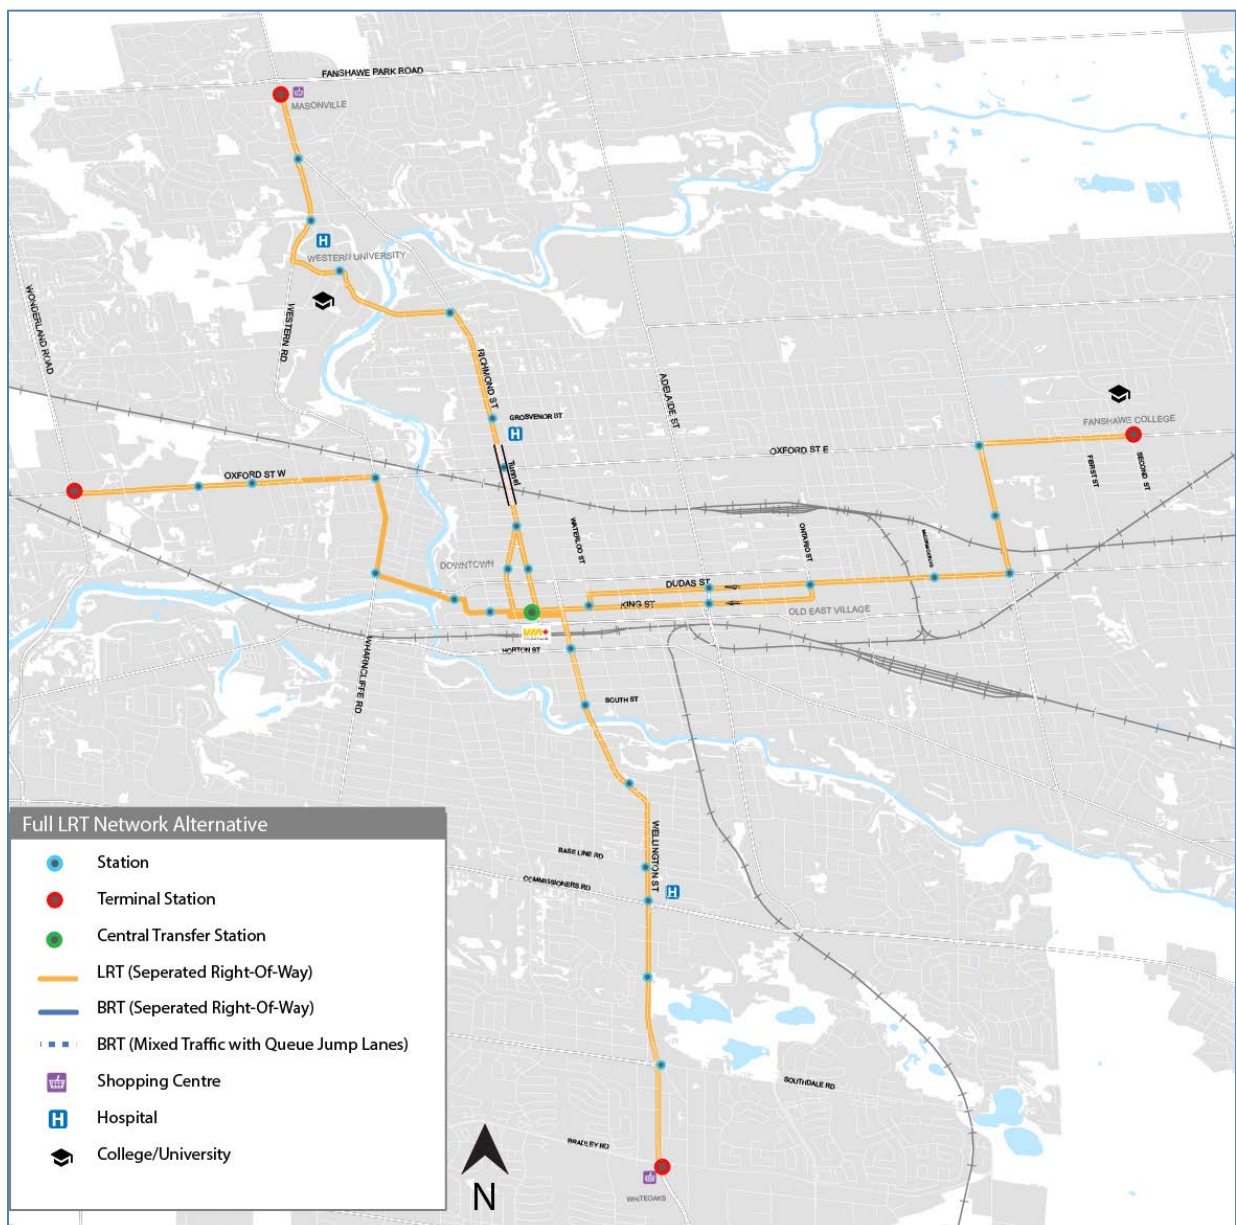 FANSHAWE PARK ROAD
MASONVILLE
H
WESTERN UNIVERSITY
WONDERLAND ROAD
WESTERN RD
RICHMOND ST
ADELAIDE ST
GROSVENOR ST
H
FANSHAWE COLLEGE
OXFORD ST E
Tunnel
OXFORD ST W
SECOND ST
WATERLOO ST
ONTARIO ST
DOWNTOWN
DUDAS ST
KING ST
OLD EAST VILLAGE
VIA
HORTON ST
WHARNCLIFFE RD
SOUTH ST
WELLINGTON ST
BASE LINE RD
COMMISSIONERS RD
H
SOUTHDALE RD
BRADLEY RD
WHITEOAKS
Full LRT Network Alternative
Station
Terminal Station
Central Transfer Station
LRT (Seperated Right-Of-Way)
BRT (Seperated Right-Of-Way)
BRT (Mixed Traffic with Queue Jump Lanes)
Shopping Centre
H Hospital
College/University
N